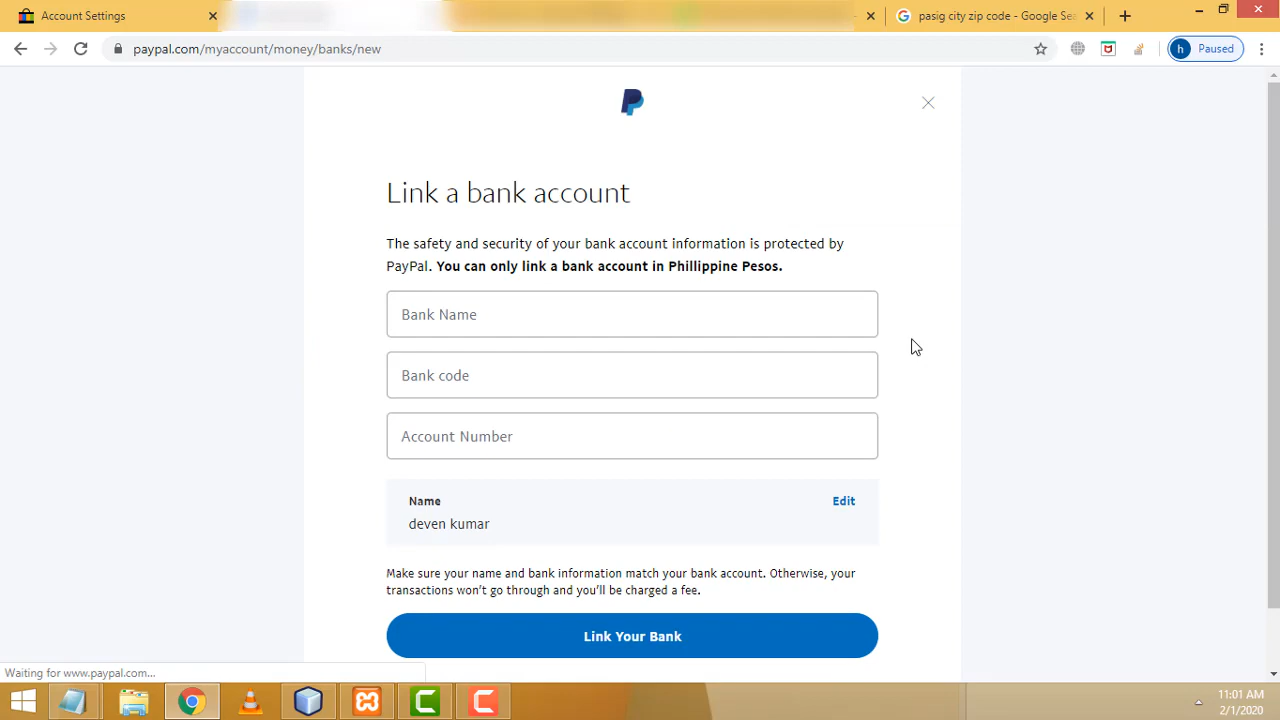 Account Settings
pasig city zip code - Google Sea
paypal.com/myaccount/money/banks/new
h Paused
Link a bank account
The safety and security of your bank account information is protected by
PayPal. You can only link a bank account in Phillippine Pesos.
Bank Name
Bank code
Account Number
Name
Edit
deven kumar
Make sure your name and bank information match your bank account. Otherwise, your
transactions won't go through and you'll be charged a fee.
Link Your Bank
Waiting for www.paypal.com...
11:01 AM
2/1/2020